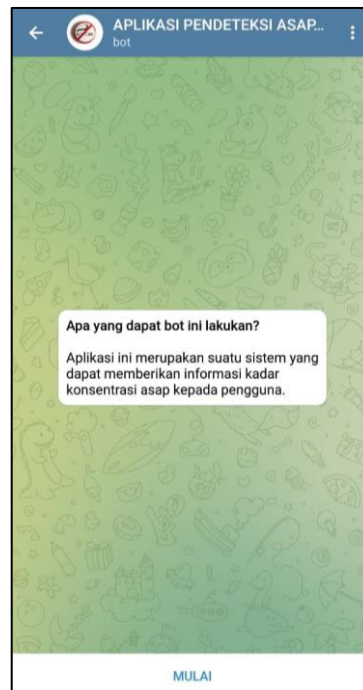 APLIKASI PENDETEKSI ASAP...
bot
Apa yang dapat bot ini lakukan?
Aplikasi ini merupakan suatu sistem yang
dapat memberikan informasi kadar
konsentrasi asap kepada pengguna.
MULAI